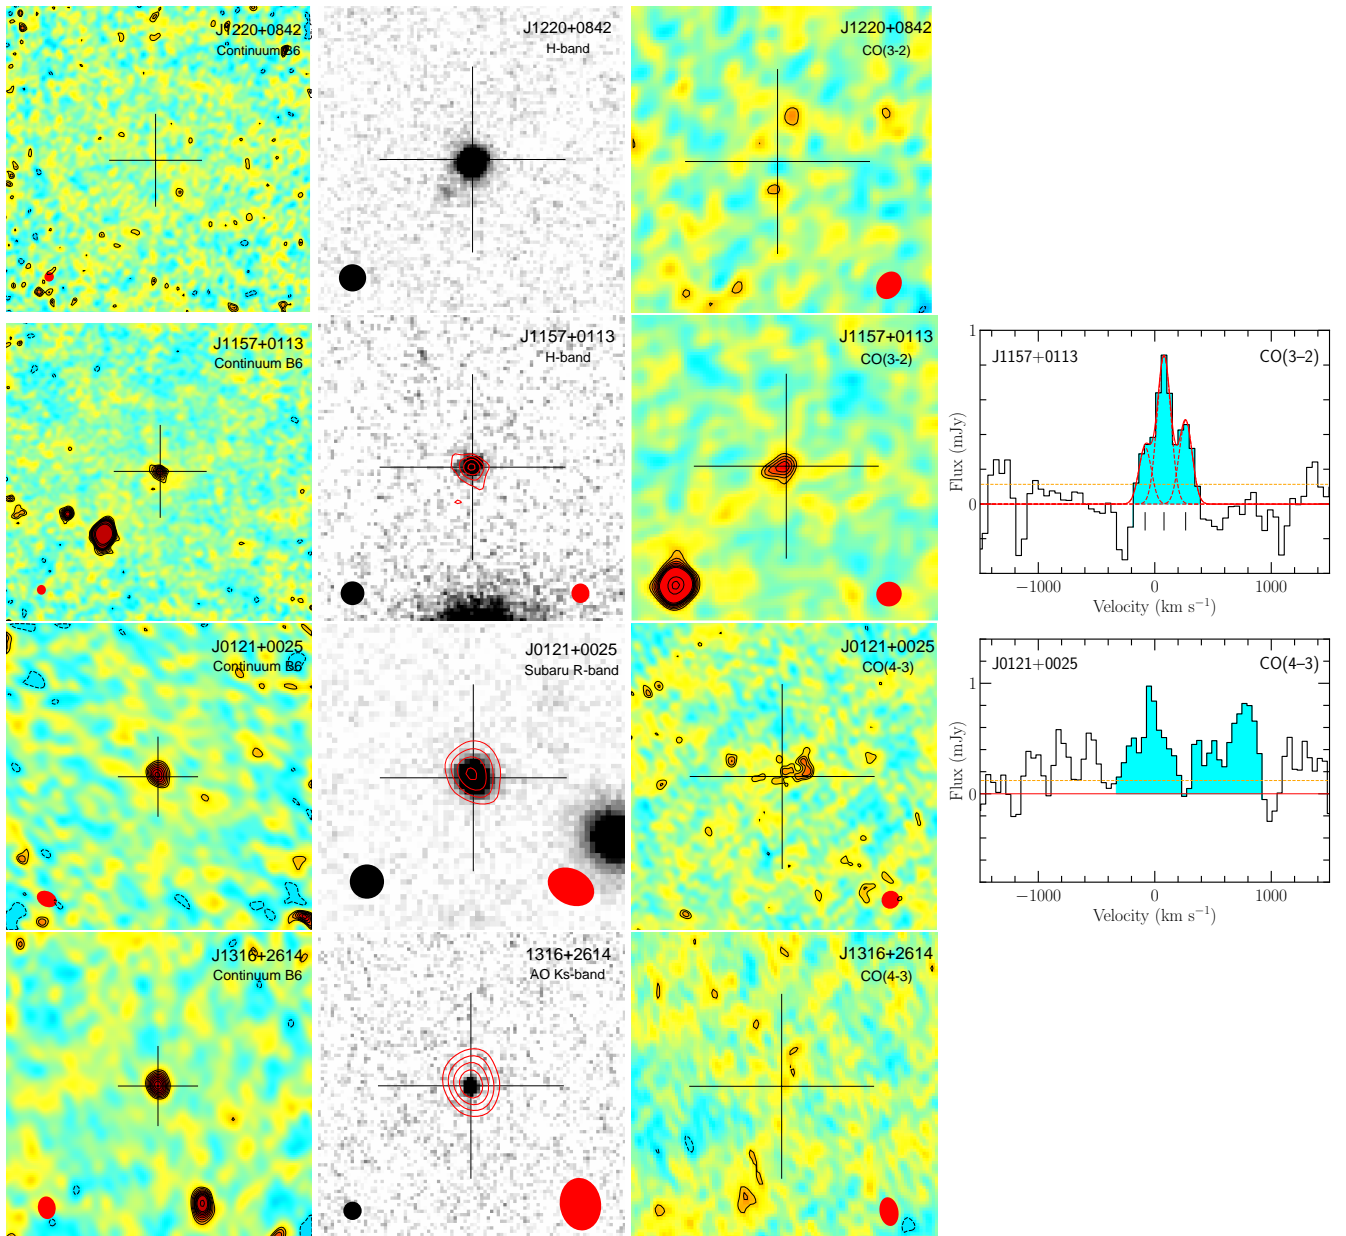 J1220+0842
Continuum B6
J1220+0842
H-band
J1220+0842
CO(3-2)
J1157+0113
Continuum B6
J1157+0113
H-band
J1157+0113
CO(3-2)
J1157+0113
CO(3−2)
1
0
Flux (mJy)
−1000
0
1000
Velocity (km s⁻¹)
J0121+0025
Continuum B6
J0121+0025
Subaru R-band
J0121+0025
CO(4-3)
J0121+0025
CO(4−3)
1
0
Flux (mJy)
−1000
0
1000
Velocity (km s⁻¹)
J1316+2614
Continuum B6
1316+2614
AO Ks-band
J1316+2614
CO(4-3)